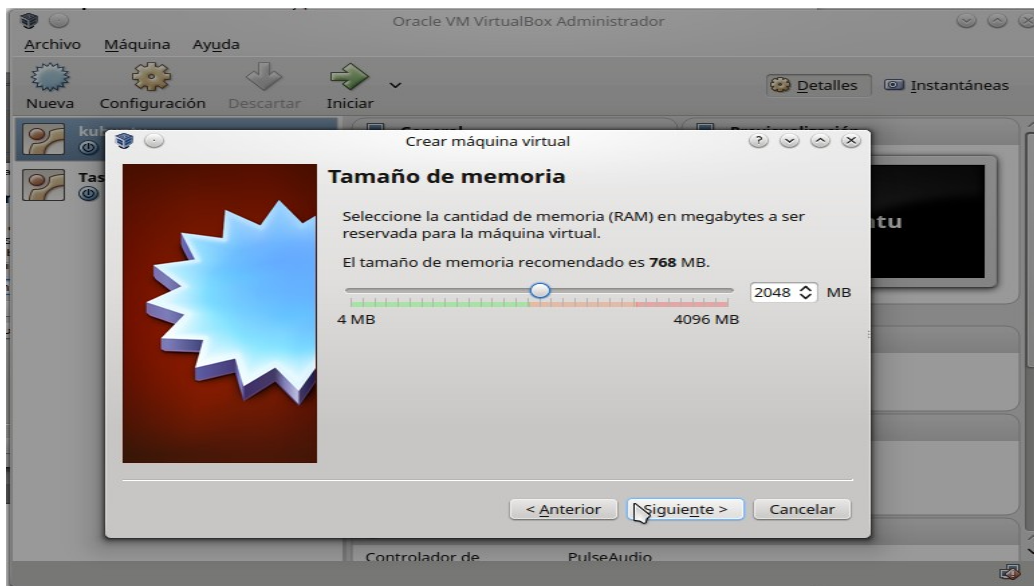 Oracle VM VirtualBox Administrador
Archivo Máquina Ayuda
Nueva Configuración Descartar Iniciar
Detalles Instantáneas
Crear máquina virtual
Tamaño de memoria
Seleccione la cantidad de memoria (RAM) en megabytes a ser
reservada para la máquina virtual.
El tamaño de memoria recomendado es 768 MB.
2048 MB
4 MB 4096 MB
< Anterior Siguiente > Cancelar
Controlador de PulseAudio